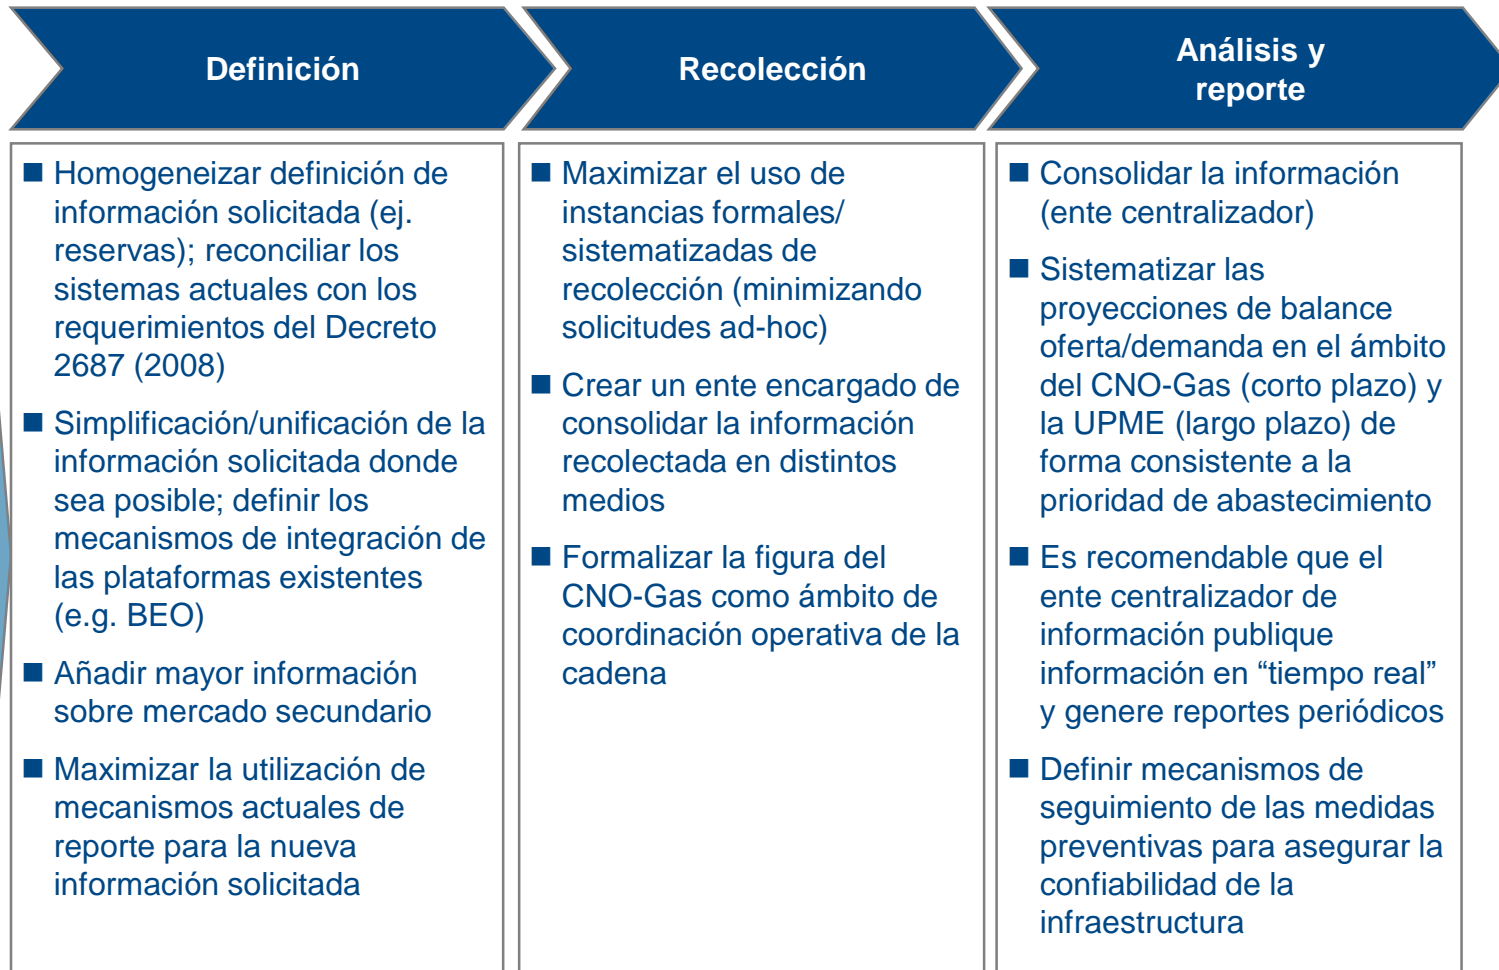 Definición
Recolección
Análisis y
reporte
■ Homogeneizar definición de
información solicitada (ej.
reservas); reconciliar los
sistemas actuales con los
requerimientos del Decreto
2687 (2008)
■ Simplificación/unificación de la
información solicitada donde
sea posible; definir los
mecanismos de integración de
las plataformas existentes
(e.g. BEO)
■ Añadir mayor información
sobre mercado secundario
■ Maximizar la utilización de
mecanismos actuales de
reporte para la nueva
información solicitada
■ Maximizar el uso de
instancias formales/
sistematizadas de
recolección (minimizando
solicitudes ad-hoc)
■ Crear un ente encargado de
consolidar la información
recolectada en distintos
medios
■ Formalizar la figura del
CNO-Gas como ámbito de
coordinación operativa de la
cadena
■ Consolidar la información
(ente centralizador)
■ Sistematizar las
proyecciones de balance
oferta/demanda en el ámbito
del CNO-Gas (corto plazo) y
la UPME (largo plazo) de
forma consistente a la
prioridad de abastecimiento
■ Es recomendable que el
ente centralizador de
información publique
información en “tiempo real”
y genere reportes periódicos
■ Definir mecanismos de
seguimiento de las medidas
preventivas para asegurar la
confiabilidad de la
infraestructura